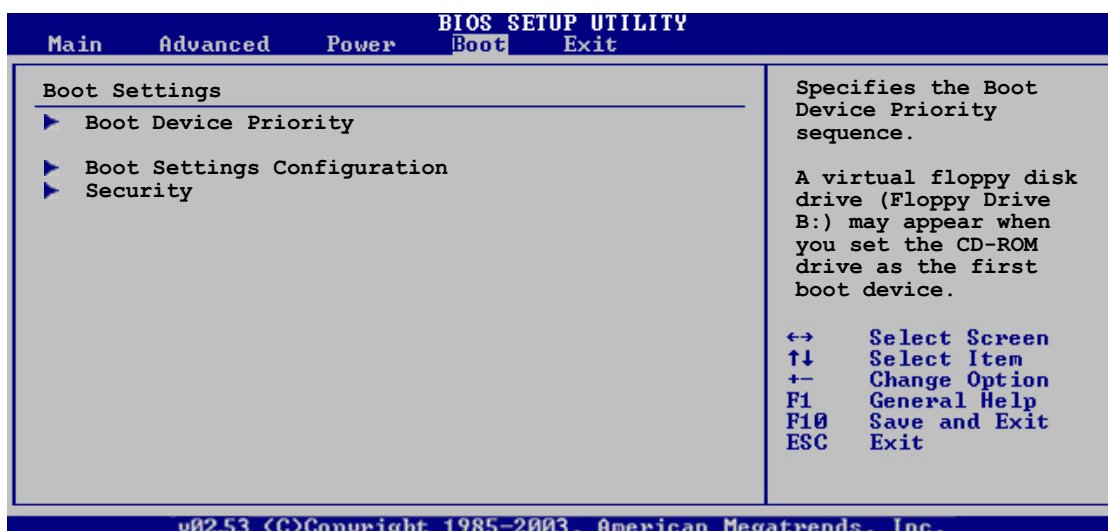 BIOS SETUP UTILITY
Main Advanced Power Boot Exit
Boot Settings
Boot Device Priority
Boot Settings Configuration
Security
Specifies the Boot
Device Priority
sequence.
A virtual floppy disk
drive (Floppy Drive
B:) may appear when
you set the CD-ROM
drive as the first
boot device.
←→ Select Screen
↑↓ Select Item
+- Change Option
F1 General Help
F10 Save and Exit
ESC Exit
v02.53 (C)Copyright 1985-2003, American Megatrends, Inc.